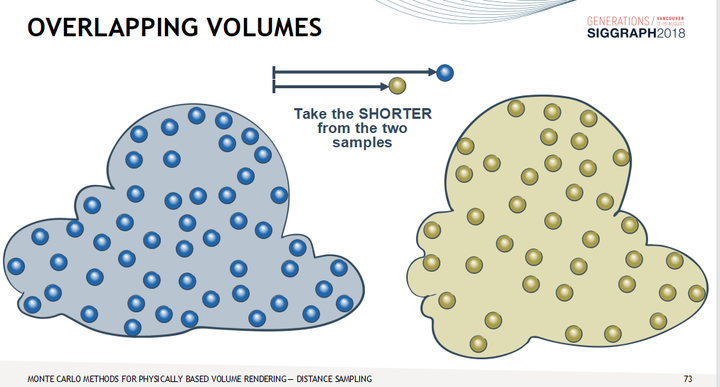 OVERLAPPING VOLUMES
GENERATIONS / VANCOUVER
12-16 AUGUST
SIGGRAPH2018
Take the SHORTER
from the two
samples
MONTE CARLO METHODS FOR PHYSICALLY BASED VOLUME RENDERING — DISTANCE SAMPLING
73